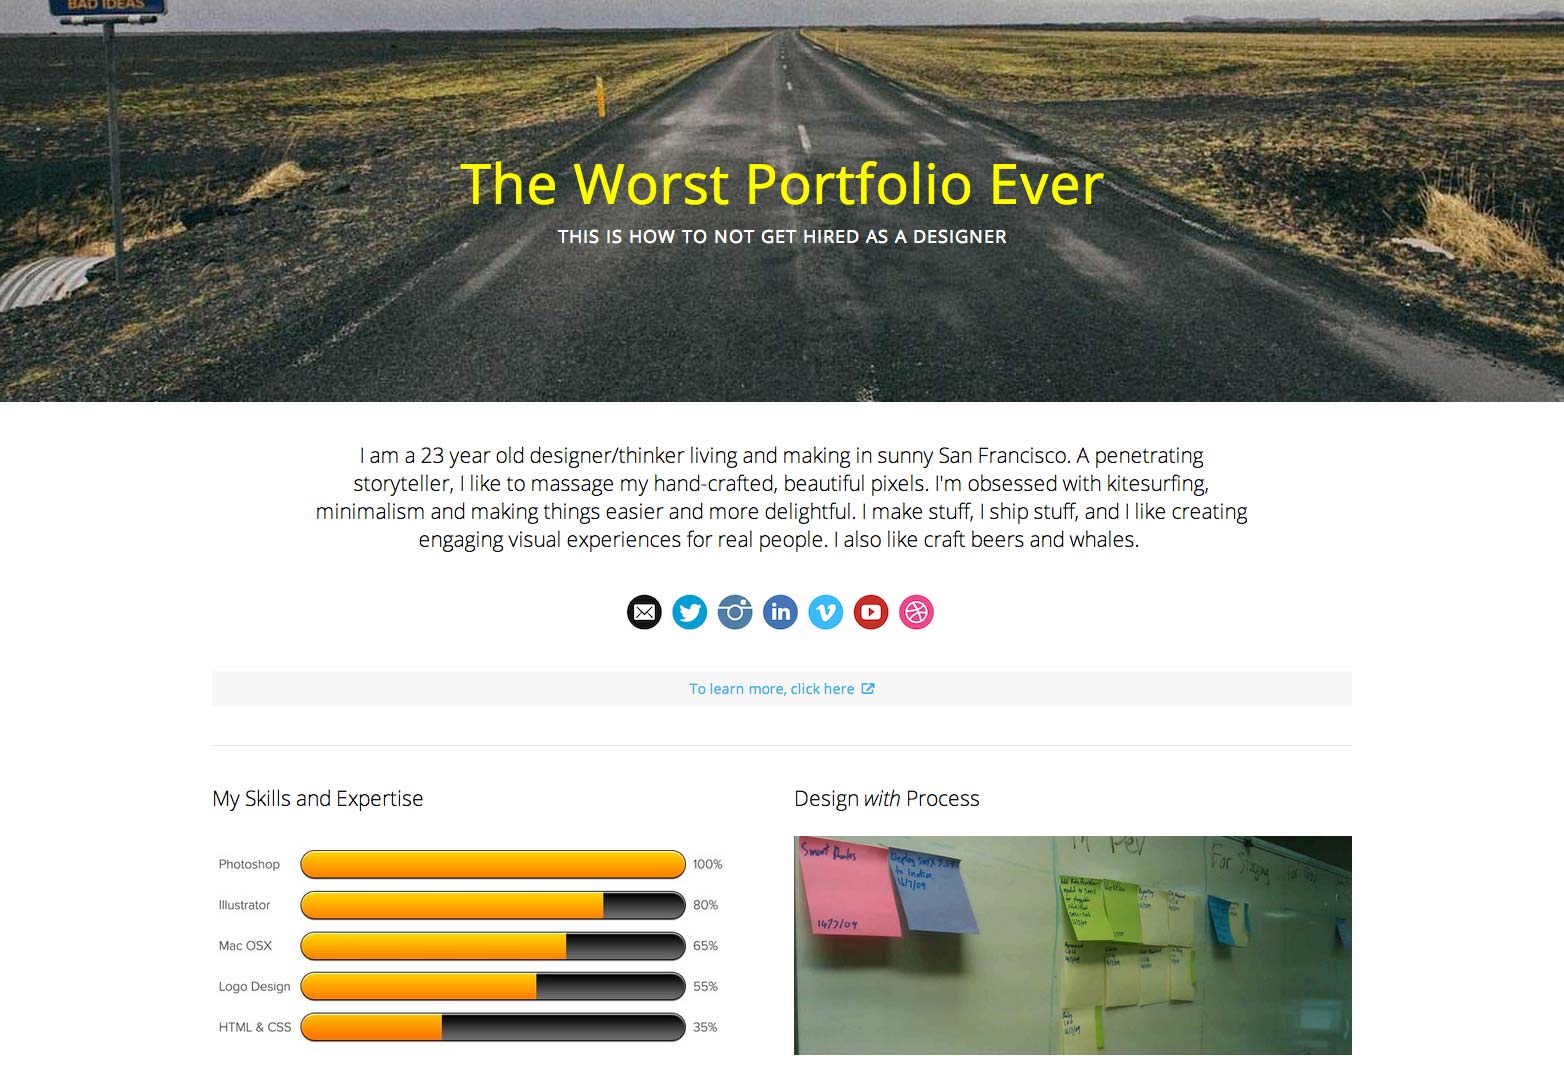 BAD IDEAS
The Worst Portfolio Ever
THIS IS HOW TO NOT GET HIRED AS A DESIGNER
I am a 23 year old designer/thinker living and making in sunny San Francisco. A penetrating
storyteller, I like to massage my hand-crafted, beautiful pixels. I'm obsessed with kitesurfing,
minimalism and making things easier and more delightful. I make stuff, I ship stuff, and I like creating
engaging visual experiences for real people. I also like craft beers and whales.
in
To learn more, click here
My Skills and Expertise
Photoshop 100%
Illustrator 80%
Mac OSX 65%
Logo Design 55%
HTML & CSS 35%
Design with Process
Smart Rules
14/7/09
Deploy
to Indira
16/7/09
Dev
For Staging
Workflow